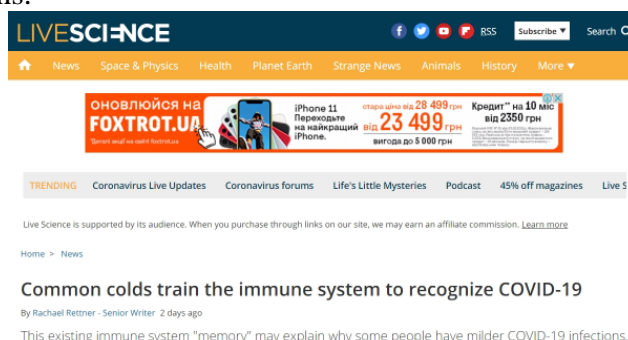 ns.
LIVESCIENCE
RSS Subscribe ▼ Search
News Space & Physics Health Planet Earth Strange News Animals History More ▼
ОНОВЛЮЙСЯ НА
FOXTROT.UA
iPhone 11
Переходьте
на найкращий
iPhone.
стара ціна від 28 499 грн
від 23 499 грн
вигода до 5 000 грн
Кредит** на 10 міс
від 2350 грн
TRENDING Coronavirus Live Updates Coronavirus forums Life's Little Mysteries Podcast 45% off magazines Live S
Live Science is supported by its audience. When you purchase through links on our site, we may earn an affiliate commission. Learn more
Home > News
Common colds train the immune system to recognize COVID-19
By Rachael Rettner - Senior Writer 2 days ago
This existing immune system "memory" may explain why some people have milder COVID-19 infections.